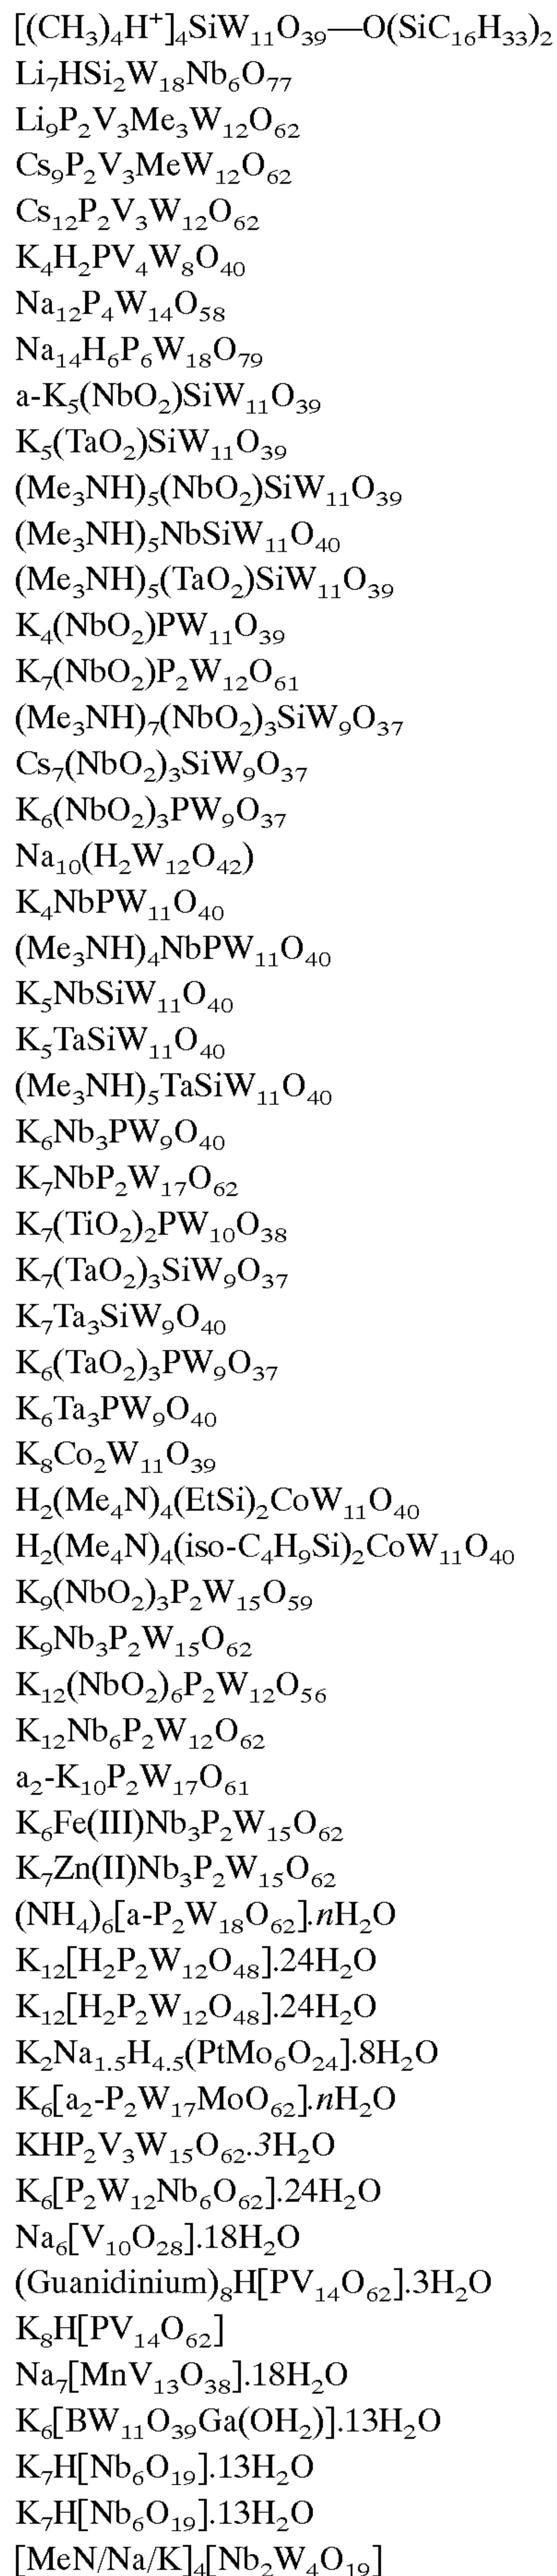 [(CH₃)₄H⁺]₄SiW₁₁O₃₉—O(SiC₁₆H₃₃)₂
Li₇HSi₂W₁₈Nb₆O₇₇
Li₉P₂V₃Me₃W₁₂O₆₂
Cs₉P₂V₃MeW₁₂O₆₂
Cs₁₂P₂V₃W₁₂O₆₂
K₄H₂PV₄W₈O₄₀
Na₁₂P₄W₁₄O₅₈
Na₁₄H₆P₆W₁₈O₇₉
a-K₅(NbO₂)SiW₁₁O₃₉
K₅(TaO₂)SiW₁₁O₃₉
(Me₃NH)₅(NbO₂)SiW₁₁O₃₉
(Me₃NH)₅NbSiW₁₁O₄₀
(Me₃NH)₅(TaO₂)SiW₁₁O₃₉
K₄(NbO₂)PW₁₁O₃₉
K₇(NbO₂)P₂W₁₂O₆₁
(Me₃NH)₇(NbO₂)₃SiW₉O₃₇
Cs₇(NbO₂)₃SiW₉O₃₇
K₆(NbO₂)₃PW₉O₃₇
Na₁₀(H₂W₁₂O₄₂)
K₄NbPW₁₁O₄₀
(Me₃NH)₄NbPW₁₁O₄₀
K₅NbSiW₁₁O₄₀
K₅TaSiW₁₁O₄₀
(Me₃NH)₅TaSiW₁₁O₄₀
K₆Nb₃PW₉O₄₀
K₇NbP₂W₁₇O₆₂
K₇(TiO₂)₂PW₁₀O₃₈
K₇(TaO₂)₃SiW₉O₃₇
K₇Ta₃SiW₉O₄₀
K₆(TaO₂)₃PW₉O₃₇
K₆Ta₃PW₉O₄₀
K₈Co₂W₁₁O₃₉
H₂(Me₄N)₄(EtSi)₂CoW₁₁O₄₀
H₂(Me₄N)₄(iso-C₄H₉Si)₂CoW₁₁O₄₀
K₉(NbO₂)₃P₂W₁₅O₅₉
K₉Nb₃P₂W₁₅O₆₂
K₁₂(NbO₂)₆P₂W₁₂O₅₆
K₁₂Nb₆P₂W₁₂O₆₂
a₂-K₁₀P₂W₁₇O₆₁
K₆Fe(III)Nb₃P₂W₁₅O₆₂
K₇Zn(II)Nb₃P₂W₁₅O₆₂
(NH₄)₆[a-P₂W₁₈O₆₂].nH₂O
K₁₂[H₂P₂W₁₂O₄₈].24H₂O
K₁₂[H₂P₂W₁₂O₄₈].24H₂O
K₂Na₁.₅H₄.₅(PtMo₆O₂₄].8H₂O
K₆[a₂-P₂W₁₇MoO₆₂].nH₂O
KHP₂V₃W₁₅O₆₂.3H₂O
K₆[P₂W₁₂Nb₆O₆₂].24H₂O
Na₆[V₁₀O₂₈].18H₂O
(Guanidinium)₈H[PV₁₄O₆₂].3H₂O
K₈H[PV₁₄O₆₂]
Na₇[MnV₁₃O₃₈].18H₂O
K₆[BW₁₁O₃₉Ga(OH₂)].13H₂O
K₇H[Nb₆O₁₉].13H₂O
K₇H[Nb₆O₁₉].13H₂O
[MeN/Na/K]₄[Nb₂W₄O₁₉]